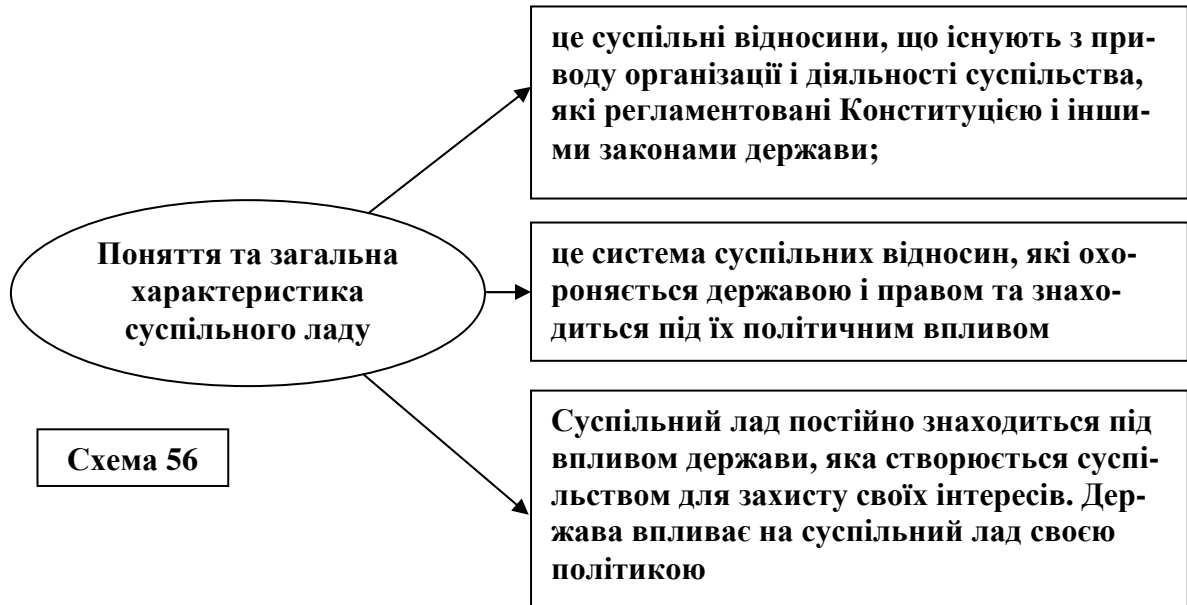 це суспільні відносини, що існують з при-
воду організації і діяльності суспільства,
які регламентовані Конституцією і інши-
ми законами держави;
Поняття та загальна
характеристика
суспільного ладу
це система суспільних відносин, які охо-
роняється державою і правом та знахо-
диться під їх політичним впливом
Суспільний лад постійно знаходиться під
впливом держави, яка створюється суспі-
льством для захисту своїх інтересів. Дер-
жава впливає на суспільний лад своєю
політикою
Схема 56